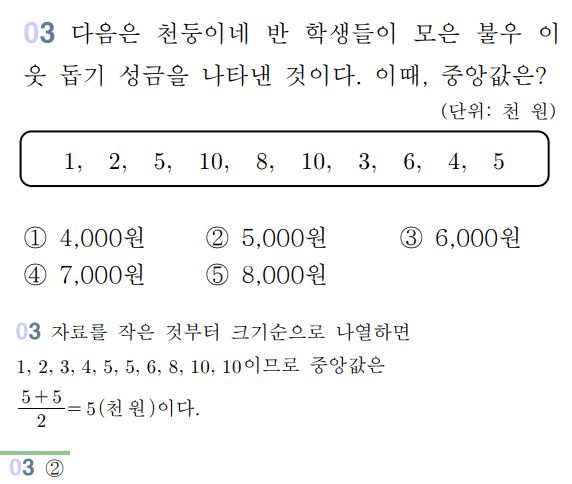 03 다음은 천둥이네 반 학생들이 모은 불우 이
웃 돕기 성금을 나타낸 것이다. 이때, 중앙값은?
(단위: 천 원)
1, 2, 5, 10, 8, 10, 3, 6, 4, 5
① 4,000원 ② 5,000원 ③ 6,000원
④ 7,000원 ⑤ 8,000원
03 자료를 작은 것부터 크기순으로 나열하면
1, 2, 3, 4, 5, 5, 6, 8, 10, 10이므로 중앙값은
(5+5)/2 = 5(천 원)이다.
03 ②